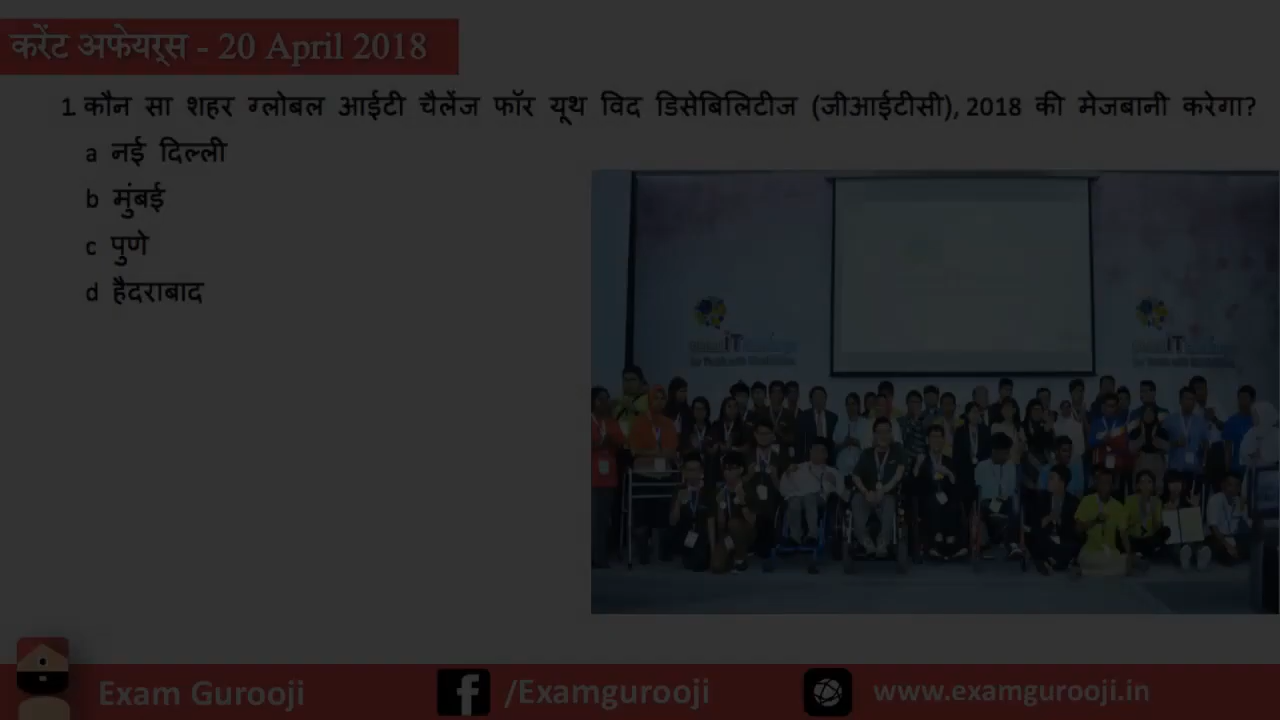 करेंट अफेयर्स - 20 April 2018
1. कौन सा शहर ग्लोबल आईटी चैलेंज फॉर यूथ विद डिसेबिलिटीज (जीआईटीसी), 2018 की मेजबानी करेगा?
a नई दिल्ली
b मुंबई
c पुणे
d हैदराबाद
Exam Gurooji
/Examgurooji
www.examgurooji.in